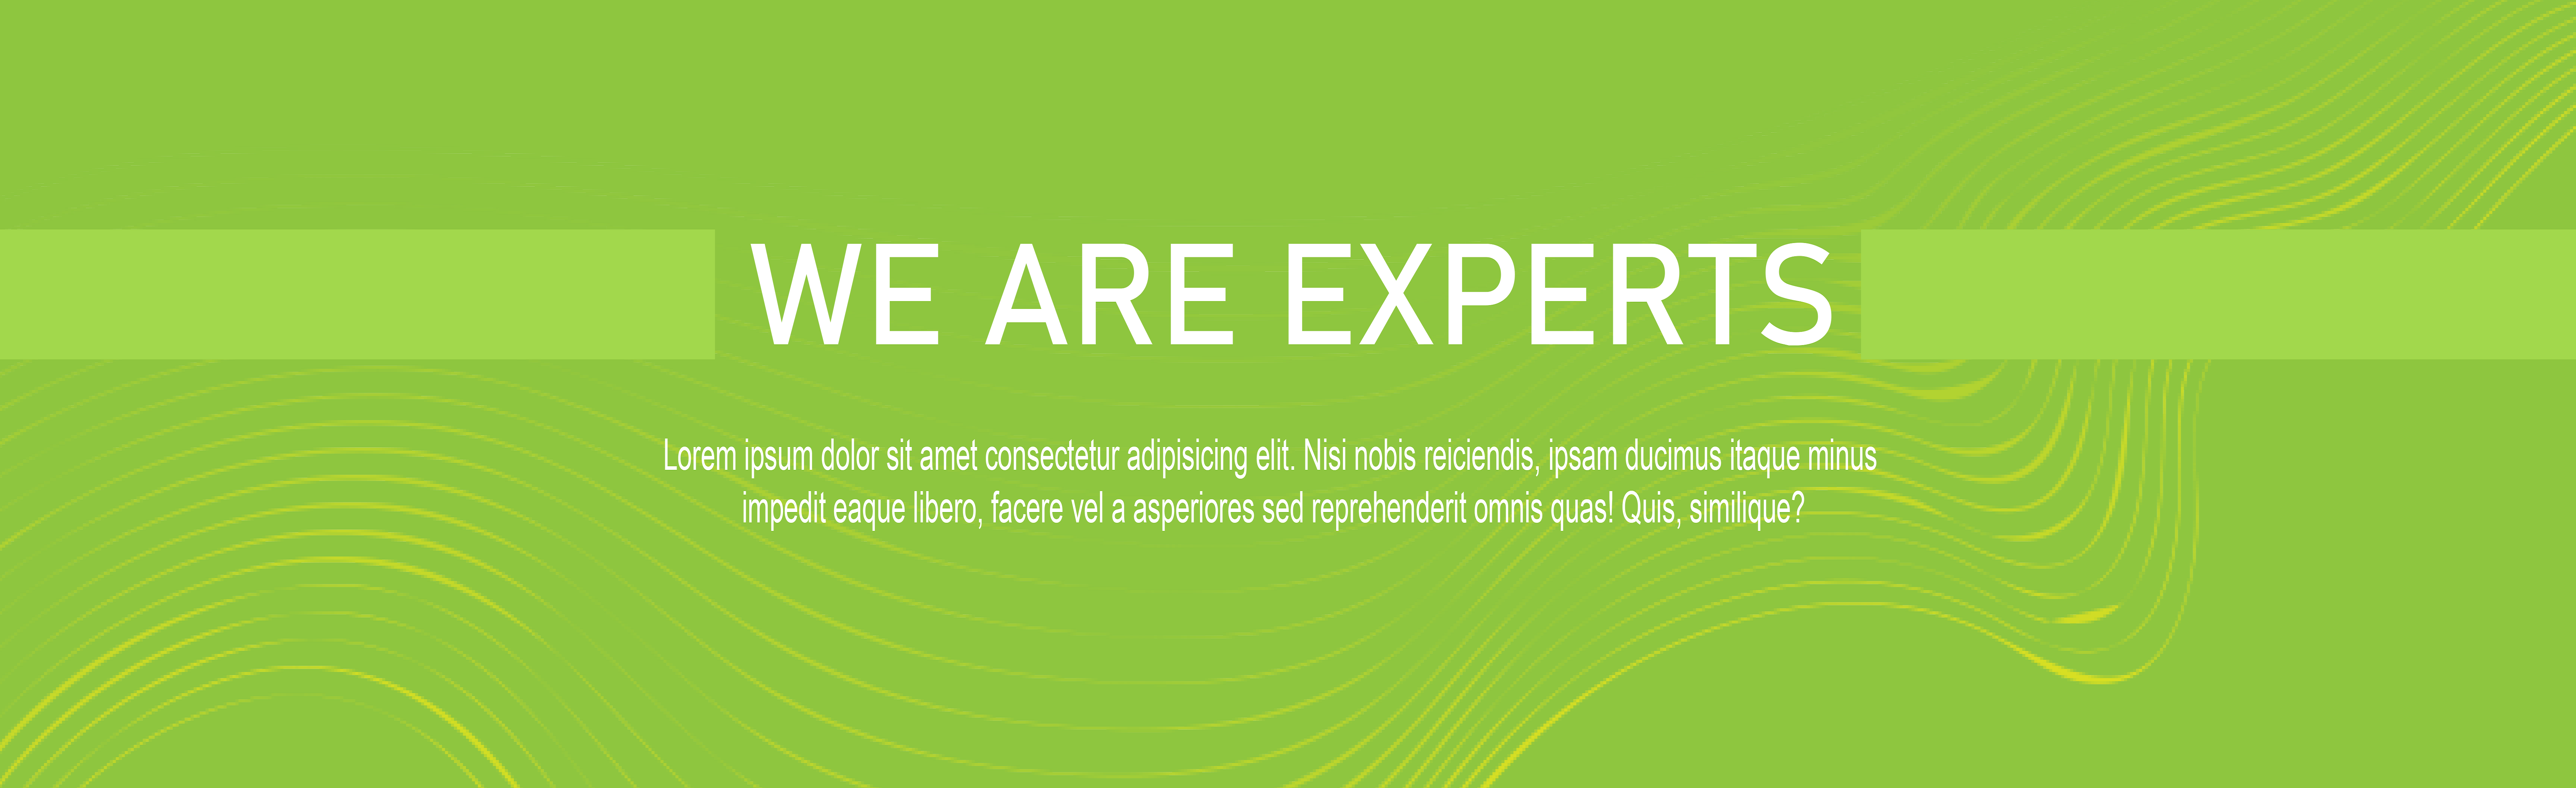 WE ARE EXPERTS
Lorem ipsum dolor sit amet consectetur adipisicing elit. Nisi nobis reiciendis, ipsam ducimus itaque minus
impedit eaque libero, facere vel a asperiores sed reprehenderit omnis quas! Quis, similique?